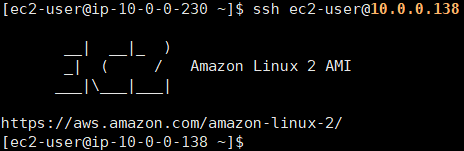 [ec2-user@ip-10-0-0-230 ~]$ ssh ec2-user@10.0.0.138
       __|  __|_  )
       _|  (     /   Amazon Linux 2 AMI
      ___|\___|___|
https://aws.amazon.com/amazon-linux-2/
[ec2-user@ip-10-0-0-138 ~]$